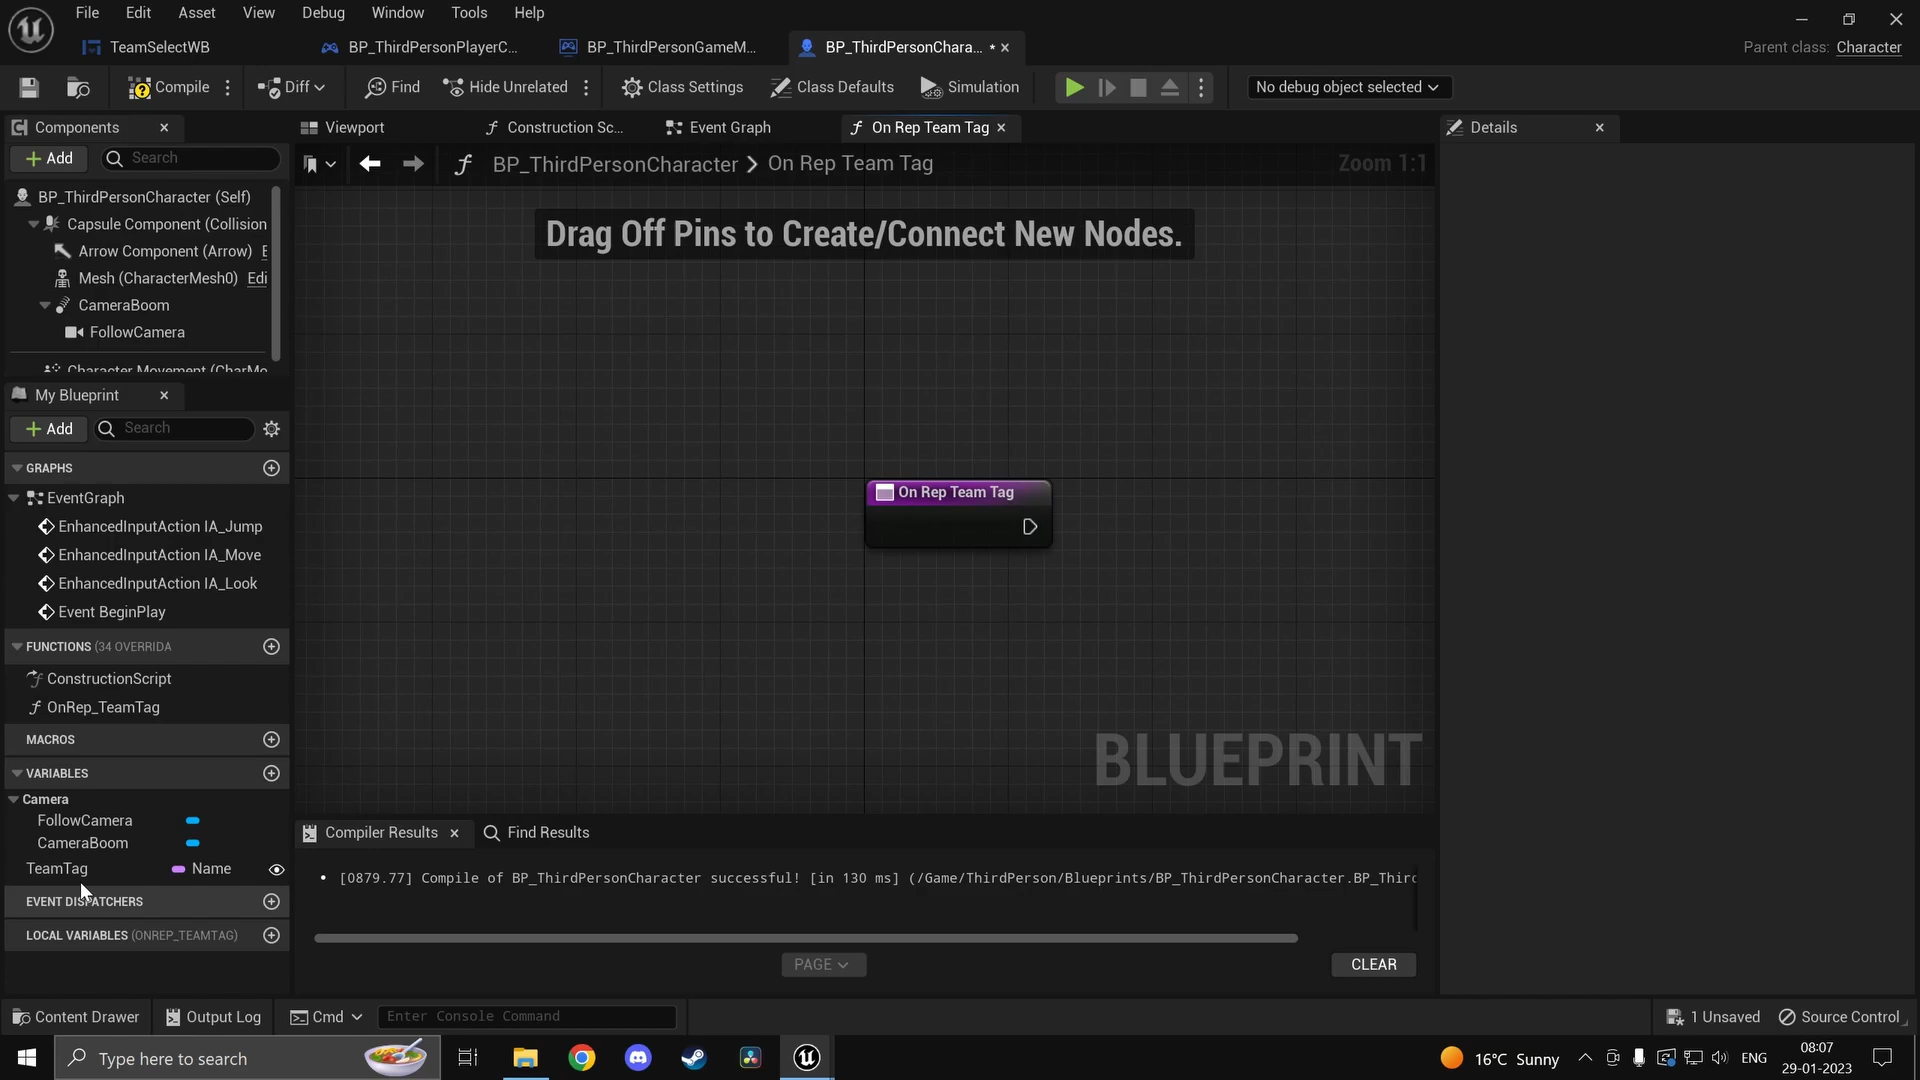 File Edit Asset View Debug Window Tools Help
TeamSelectWB BP_ThirdPersonPlayerC... BP_ThirdPersonGameM... BP_ThirdPersonChara... * Parent class: Character
Compile Diff Find Hide Unrelated Class Settings Class Defaults Simulation No debug object selected
Components
Add Search
BP_ThirdPersonCharacter (Self)
Capsule Component (Collision
Arrow Component (Arrow) E
Mesh (CharacterMesh0) Edi
CameraBoom
FollowCamera
Character Movement (CharMo
My Blueprint
Add Search
GRAPHS
EventGraph
EnhancedInputAction IA_Jump
EnhancedInputAction IA_Move
EnhancedInputAction IA_Look
Event BeginPlay
FUNCTIONS (34 OVERRIDA
ConstructionScript
OnRep_TeamTag
MACROS
VARIABLES
Camera
FollowCamera
CameraBoom
TeamTag Name
EVENT DISPATCHERS
LOCAL VARIABLES (ONREP_TEAMTAG)
Viewport Construction Sc... Event Graph On Rep Team Tag
BP_ThirdPersonCharacter > On Rep Team Tag Zoom 1:1
Drag Off Pins to Create/Connect New Nodes.
On Rep Team Tag
BLUEPRINT
Compiler Results Find Results
• [0879.77] Compile of BP_ThirdPersonCharacter successful! [in 130 ms] (/Game/ThirdPerson/Blueprints/BP_ThirdPersonCharacter.BP_Thirc
PAGE CLEAR
Details
Content Drawer Output Log Cmd Enter Console Command 1 Unsaved Source Control
Type here to search 16°C Sunny ENG 08:07
29-01-2023